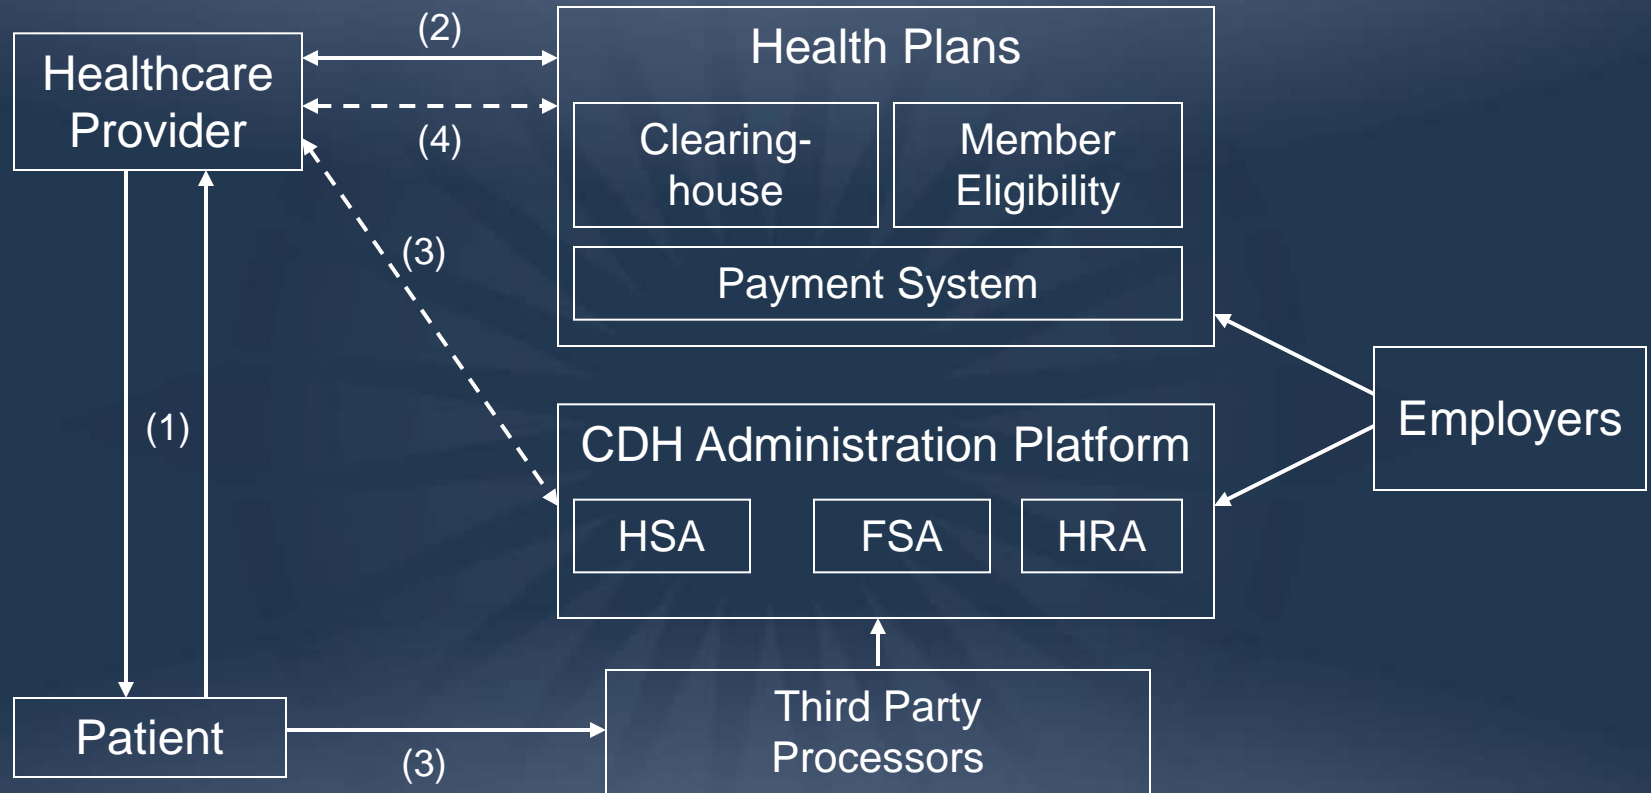 (2)
Healthcare
Provider
Health Plans
(4)
Clearing-
house
Member
Eligibility
Payment System
(3)
(1)
Employers
CDH Administration Platform
HSA
FSA
HRA
Patient
(3)
Third Party
Processors